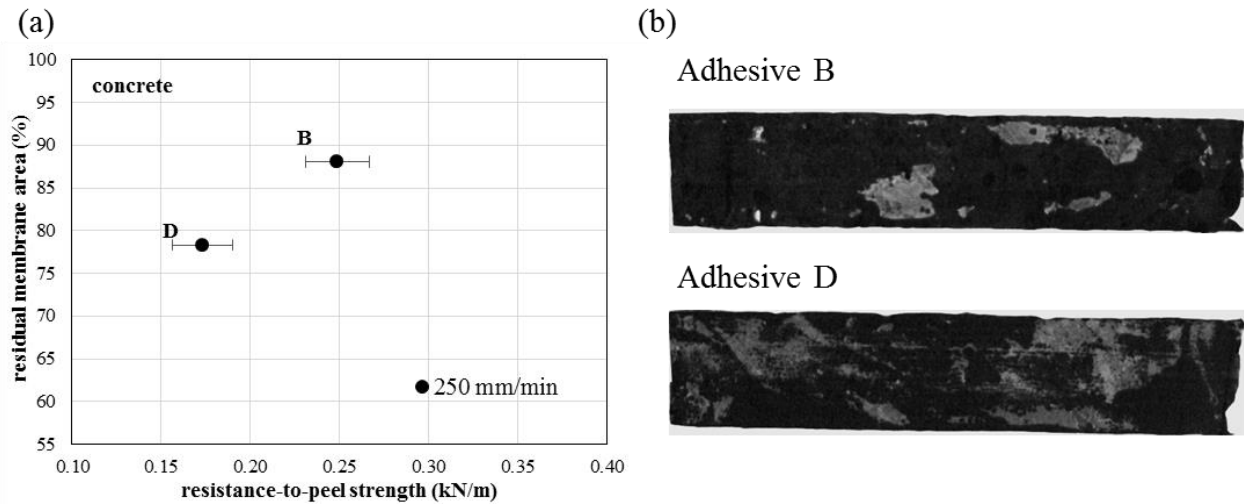 (a)
residual membrane area (%)
100
95
90
85
80
75
70
65
60
55
concrete
B
D
250 mm/min
0.10
0.15
0.20
0.25
0.30
0.35
0.40
resistance-to-peel strength (kN/m)
(b)
Adhesive B
Adhesive D